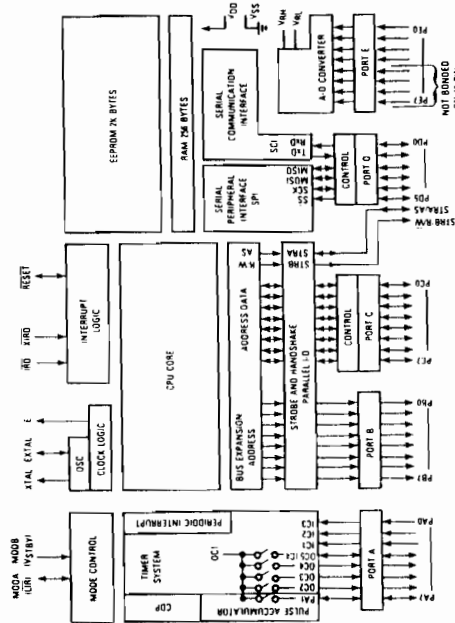 MODA
(LIR)
MODB
(VSTBY)
XTAL
EXTAL
E
IRQ
XIRQ
RESET
MODE CONTROL
OSC
CLOCK LOGIC
INTERRUPT
LOGIC
EEPROM 2K BYTES
RAM 256 BYTES
VDD
VSS
TIMER
SYSTEM
PERIODIC INTERRUPT
COP
PULSE ACCUMULATOR
OC1
PA1
OC2
OC3
OC4
OC5/IC4
IC1
IC2
IC3
CPU CORE
BUS EXPANSION
ADDRESS
ADDRESS DATA
R/W
AS
STROBE AND HANDSHAKE
PARALLEL I-O
STRB
STRA
SERIAL
PERIPHERAL
INTERFACE
SPI
SS
SCK
MOSI
MISO
SERIAL
COMMUNICATION
INTERFACE
SCI
TxD
RxD
A-D CONVERTER
VRH
VRL
PORT A
PORT B
CONTROL
PORT C
CONTROL
PORT D
PORT E
PA7
PA0
PB7
PB0
PC7
PC0
STRB/R/W
STRA/AS
PD5
PD0
PE7
PE0
NOT BONDED